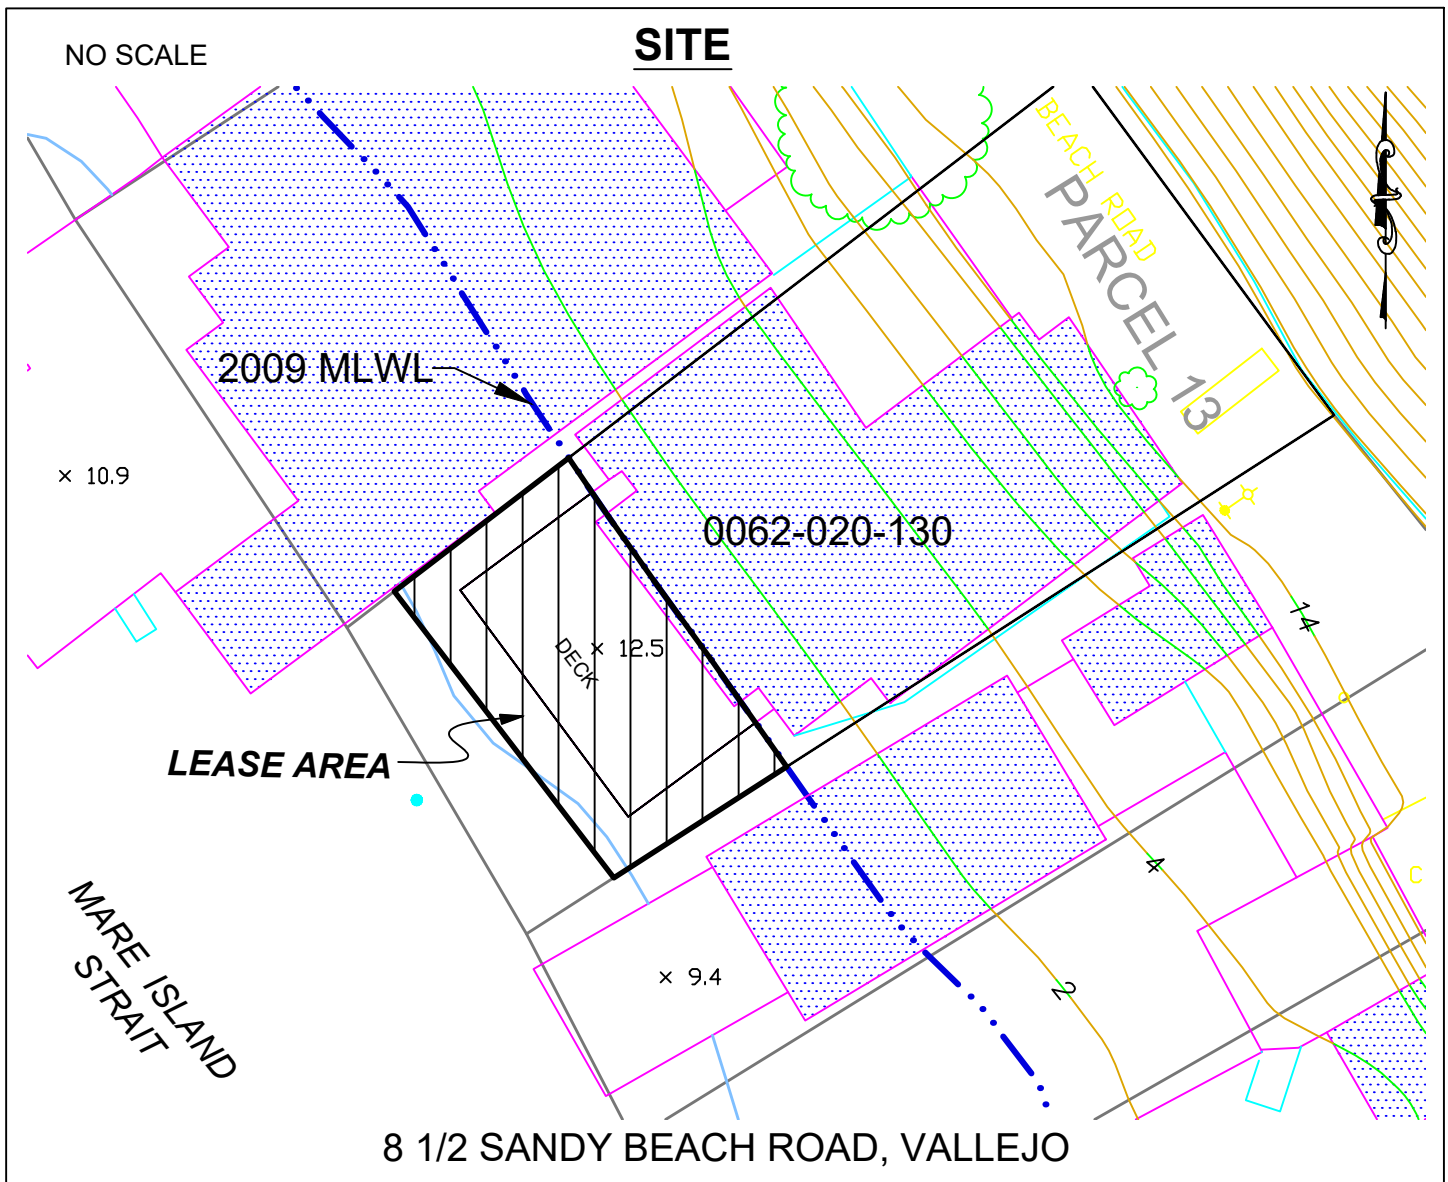 NO SCALE
SITE
BEACH ROAD
PARCEL 13
2009 MLWL
× 10.9
0062-020-130
14
× 12.5
DECK
LEASE AREA
4
MARE ISLAND
STRAIT
× 9.4
2
C
8 1/2 SANDY BEACH ROAD, VALLEJO